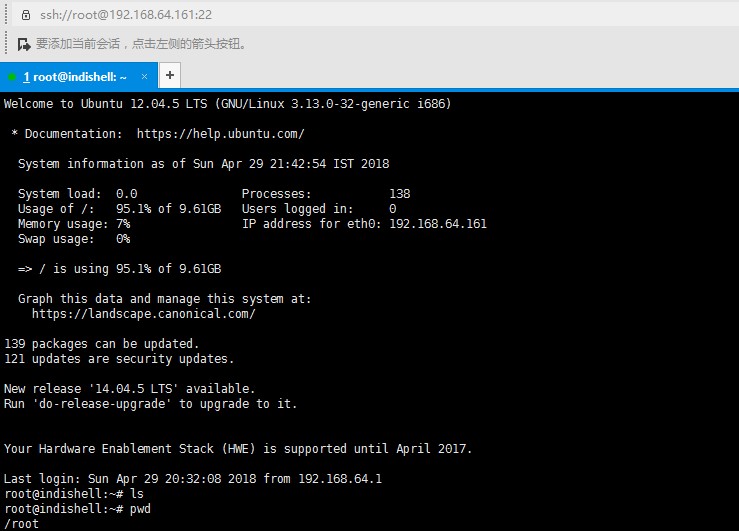 ssh://root@192.168.64.161:22
要添加当前会话，点击左侧的箭头按钮。
1 root@indishell: ~ × +
Welcome to Ubuntu 12.04.5 LTS (GNU/Linux 3.13.0-32-generic i686)
* Documentation:  https://help.ubuntu.com/
System information as of Sun Apr 29 21:42:54 IST 2018
System load:  0.0               Processes:           138
Usage of /:   95.1% of 9.61GB   Users logged in:     0
Memory usage: 7%                IP address for eth0: 192.168.64.161
Swap usage:   0%
=> / is using 95.1% of 9.61GB
Graph this data and manage this system at:
https://landscape.canonical.com/
139 packages can be updated.
121 updates are security updates.
New release '14.04.5 LTS' available.
Run 'do-release-upgrade' to upgrade to it.
Your Hardware Enablement Stack (HWE) is supported until April 2017.
Last login: Sun Apr 29 20:32:08 2018 from 192.168.64.1
root@indishell:~# ls
root@indishell:~# pwd
/root